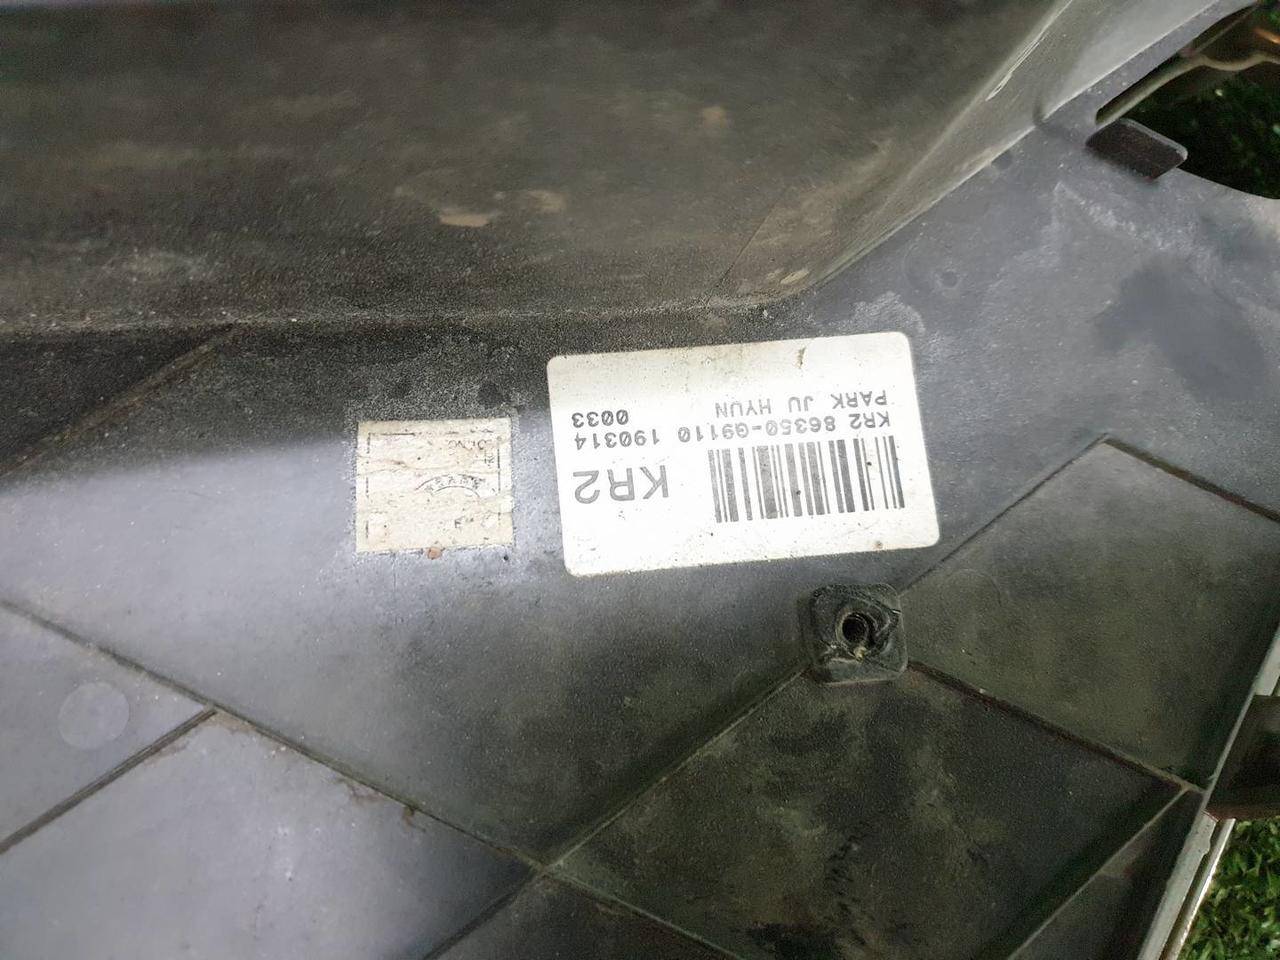 KR2
KR2 86350-G9110 190314
PARK JU HYUN 0033